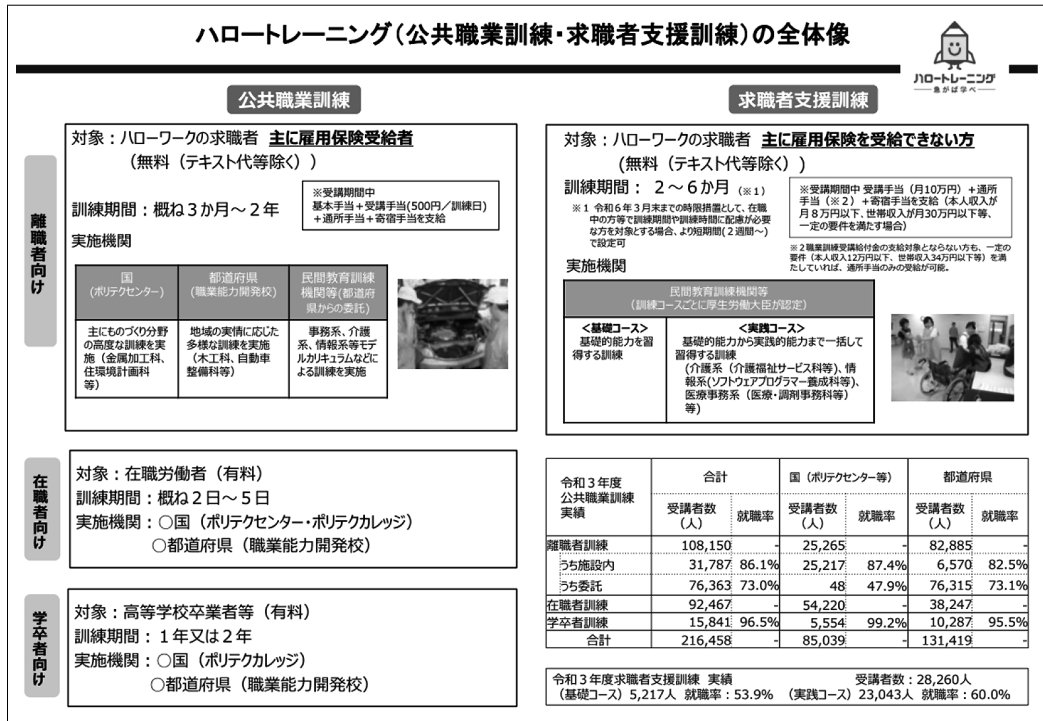 ハロートレーニング（公共職業訓練・求職者支援訓練）の全体像
ハロートレーニング
急がば学べ
公共職業訓練
離職者向け
対象：ハローワークの求職者 主に雇用保険受給者
（無料（テキスト代等除く））
訓練期間：概ね３か月～２年
※受講期間中
基本手当＋受講手当(500円／訓練日)
＋通所手当＋寄宿手当を支給
実施機関
国
(ポリテクセンター)
都道府県
(職業能力開発校)
民間教育訓練
機関等(都道府
県からの委託)
主にものづくり分野
の高度な訓練を実
施（金属加工科、
住環境計画科
等）
地域の実情に応じた
多様な訓練を実施
（木工科、自動車
整備科等）
事務系、介護
系、情報系等モデ
ルカリキュラムなどに
よる訓練を実施
在職者向け
対象：在職労働者（有料）
訓練期間：概ね２日～５日
実施機関：○国（ポリテクセンター・ポリテクカレッジ）
○都道府県（職業能力開発校）
学卒者向け
対象：高等学校卒業者等（有料）
訓練期間：１年又は２年
実施機関：○国（ポリテクカレッジ）
○都道府県（職業能力開発校）
求職者支援訓練
対象：ハローワークの求職者 主に雇用保険を受給できない方
（無料（テキスト代等除く））
訓練期間：２～６か月（※１）
※１ 令和６年３月末までの時限措置として、在職
中の方等で訓練期間や訓練時間に配慮が必要
な方を対象とする場合、より短期間(２週間～)
で設定可
※受講期間中 受講手当（月10万円）＋通所
手当（※２）＋寄宿手当を支給（本人収入が
月８万円以下、世帯収入が月30万円以下等、
一定の要件を満たす場合）
※２職業訓練受講給付金の支給対象とならない方も、一定の
要件（本人収入12万円以下、世帯収入34万円以下等）を満
たしていれば、通所手当のみの受給が可能。
実施機関
民間教育訓練機関等
（訓練コースごとに厚生労働大臣が認定）
＜基礎コース＞
基礎的能力を習
得する訓練
＜実践コース＞
基礎的能力から実践的能力まで一括して
習得する訓練
(介護系（介護福祉サービス科等)、情
報系(ソフトウェアプログラマー養成科等)、
医療事務系（医療・調剤事務科等）
等)
令和３年度
公共職業訓練
実績
合計 国（ポリテクセンター等） 都道府県
受講者数（人） 就職率 受講者数（人） 就職率 受講者数（人） 就職率
離職者訓練 108,150 - 25,265 - 82,885 -
うち施設内 31,787 86.1% 25,217 87.4% 6,570 82.5%
うち委託 76,363 73.0% 48 47.9% 76,315 73.1%
在職者訓練 92,467 - 54,220 - 38,247 -
学卒者訓練 15,841 96.5% 5,554 99.2% 10,287 95.5%
合計 216,458 - 85,039 - 131,419 -
令和３年度求職者支援訓練 実績 受講者数：28,260人
（基礎コース）5,217人 就職率：53.9% （実践コース）23,043人 就職率：60.0%